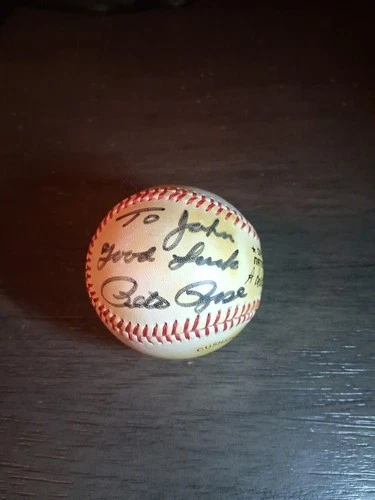 To John
Good Luck
Pete Rose